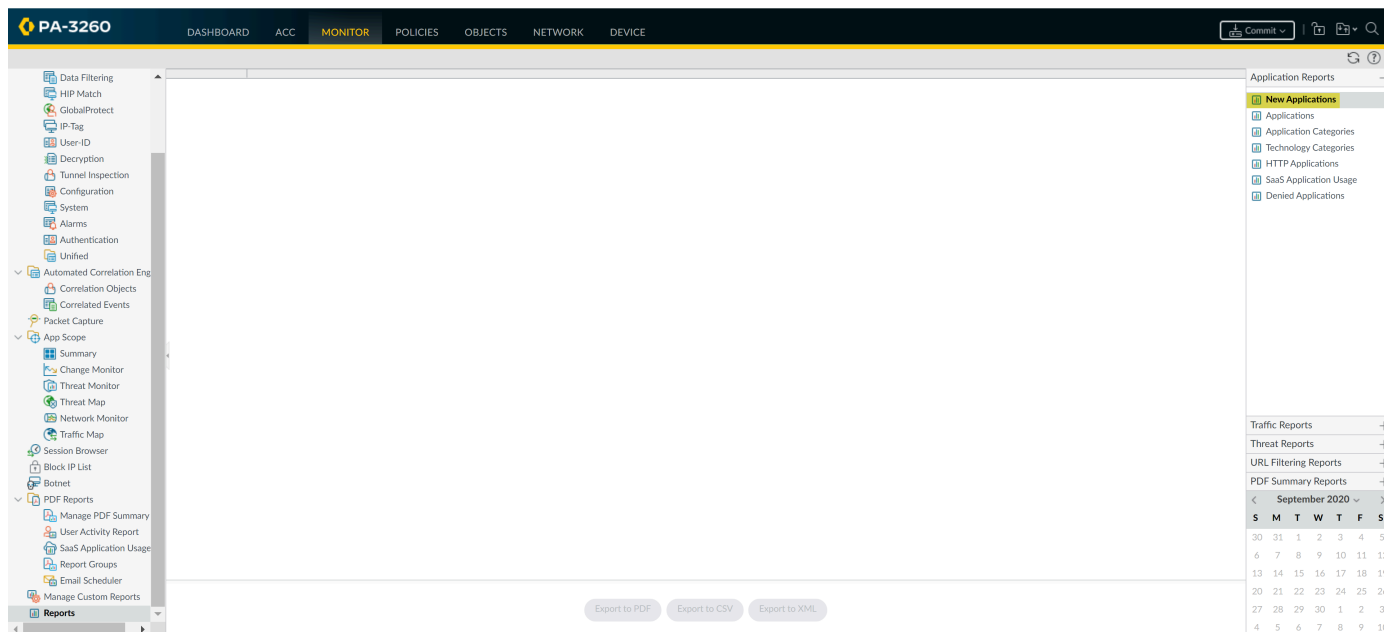 PA-3260
DASHBOARD ACC MONITOR POLICIES OBJECTS NETWORK DEVICE
Commit
Data Filtering
HIP Match
GlobalProtect
IP-Tag
User-ID
Decryption
Tunnel Inspection
Configuration
System
Alarms
Authentication
Unified
Automated Correlation Eng
Correlation Objects
Correlated Events
Packet Capture
App Scope
Summary
Change Monitor
Threat Monitor
Threat Map
Network Monitor
Traffic Map
Session Browser
Block IP List
Botnet
PDF Reports
Manage PDF Summary
User Activity Report
SaaS Application Usage
Report Groups
Email Scheduler
Manage Custom Reports
Reports
Export to PDF Export to CSV Export to XML
Application Reports
New Applications
Applications
Application Categories
Technology Categories
HTTP Applications
SaaS Application Usage
Denied Applications
Traffic Reports
Threat Reports
URL Filtering Reports
PDF Summary Reports
September 2020
S M T W T F S
30 31 1 2 3 4 5
6 7 8 9 10 11
13 14 15 16 17 18
20 21 22 23 24 25
27 28 29 30 1 2 3
4 5 6 7 8 9